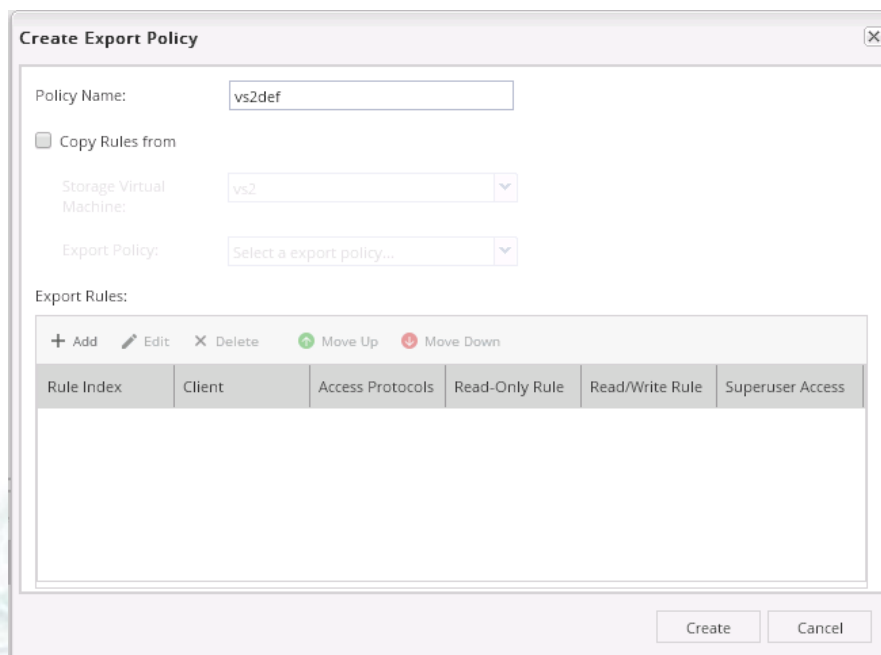 Create Export Policy
Policy Name:
vs2def
Copy Rules from
Storage Virtual
Machine:
vs2
Export Policy:
Select a export policy...
Export Rules:
Add Edit Delete Move Up Move Down
Rule Index Client Access Protocols Read-Only Rule Read/Write Rule Superuser Access
Create Cancel